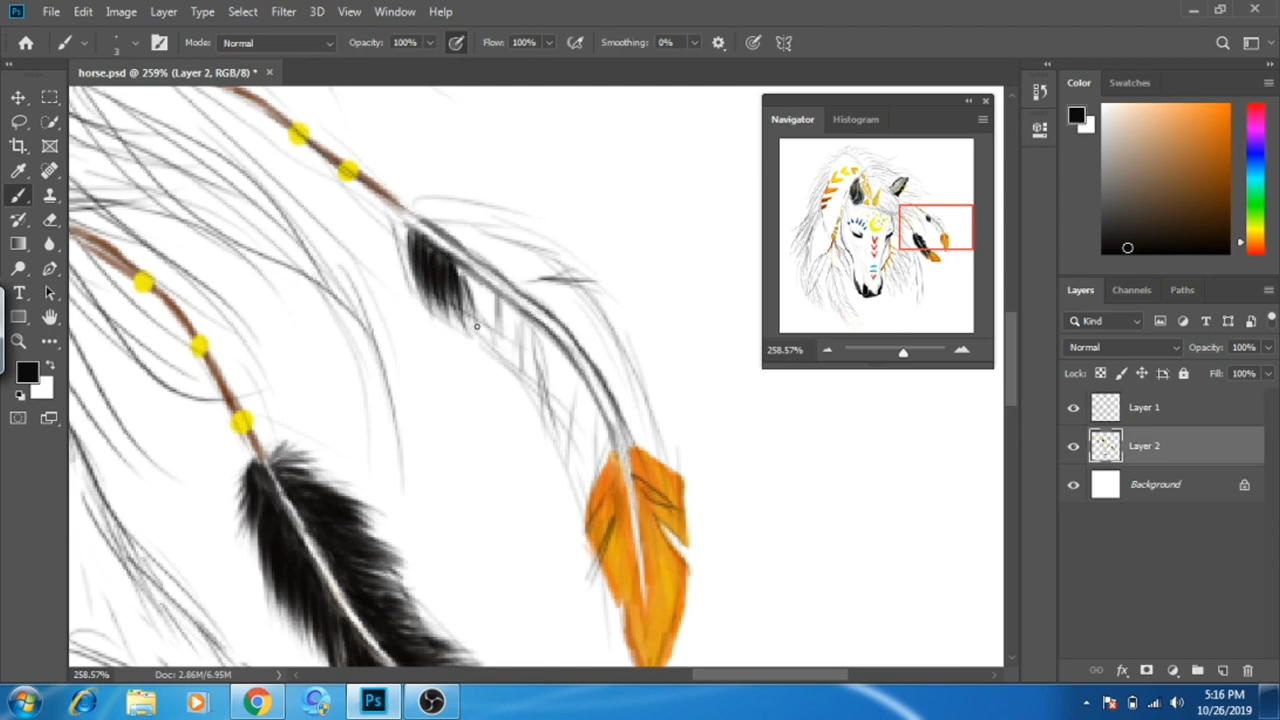 Ps File Edit Image Layer Type Select Filter 3D View Window Help
3 Mode: Normal Opacity: 100% Flow: 100% Smoothing: 0%
horse.psd @ 259% (Layer 2, RGB/8) *
Navigator Histogram
258.57%
Color Swatches
Layers Channels Paths
Kind
Normal Opacity: 100%
Lock: Fill: 100%
Layer 1
Layer 2
Background
T
258.57% Doc: 2.86M/6.95M
Ps
5:16 PM
10/26/2019